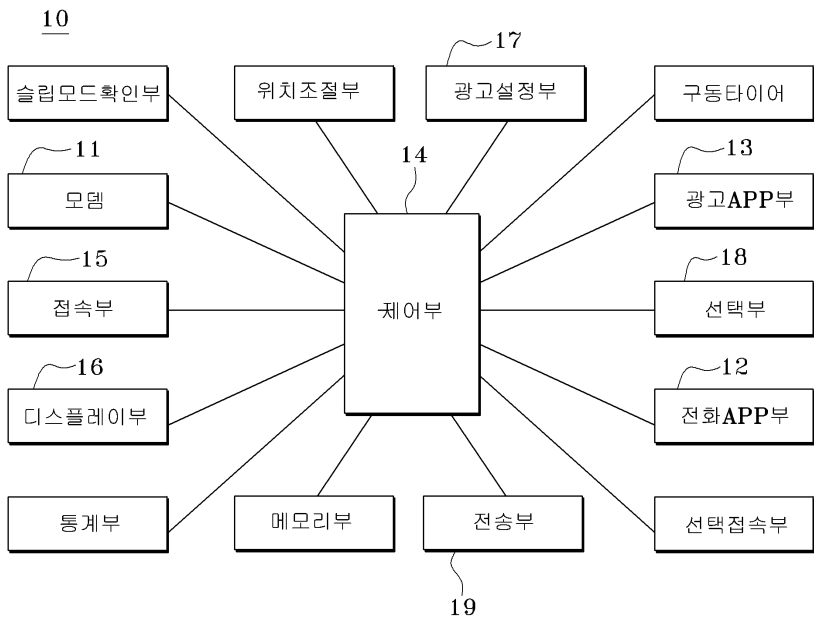 10
17
슬립모드확인부
위치조절부
광고설정부
구동타이어
11
14
13
모뎀
광고APP부
15
18
접속부
제어부
선택부
16
12
디스플레이부
전화APP부
통계부
메모리부
전송부
선택접속부
19